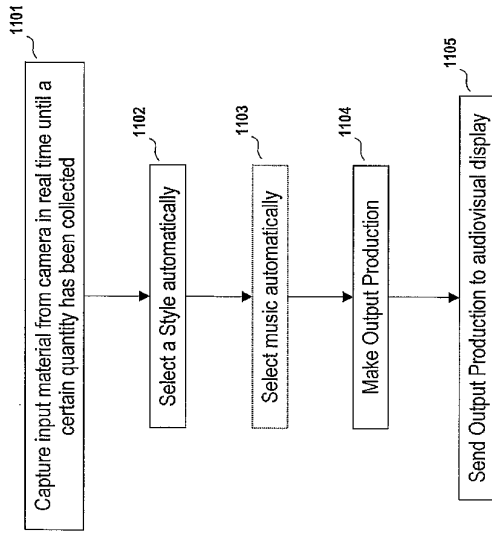 1101
Capture input material from camera in real time until a
certain quantity has been collected
1102
Select a Style automatically
1103
Select music automatically
1104
Make Output Production
1105
Send Output Production to audiovisual display